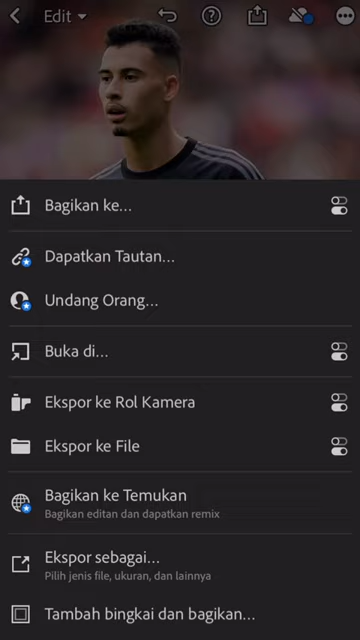 Edit
Bagikan ke...
Dapatkan Tautan...
Undang Orang...
Buka di...
Ekspor ke Rol Kamera
Ekspor ke File
Bagikan ke Temukan
Bagikan editan dan dapatkan remix
Ekspor sebagai...
Pilih jenis file, ukuran, dan lainnya
Tambah bingkai dan bagikan...